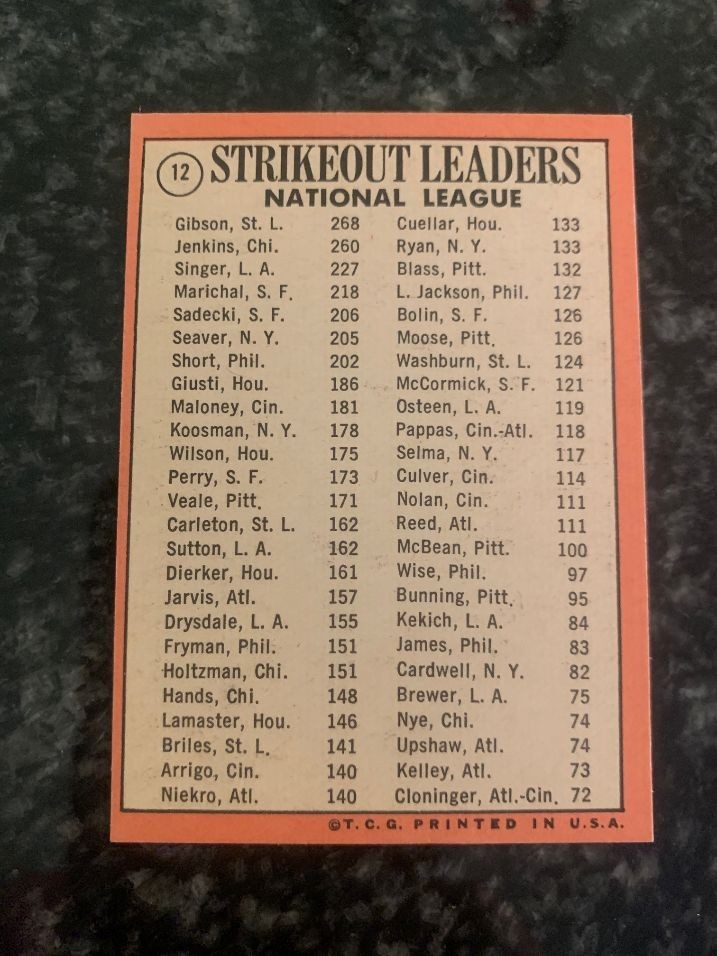 12 STRIKEOUT LEADERS
NATIONAL LEAGUE
Gibson, St. L. 268
Jenkins, Chi. 260
Singer, L. A. 227
Marichal, S. F. 218
Sadecki, S. F. 206
Seaver, N. Y. 205
Short, Phil. 202
Giusti, Hou. 186
Maloney, Cin. 181
Koosman, N. Y. 178
Wilson, Hou. 175
Perry, S. F. 173
Veale, Pitt. 171
Carleton, St. L. 162
Sutton, L. A. 162
Dierker, Hou. 161
Jarvis, Atl. 157
Drysdale, L. A. 155
Fryman, Phil. 151
Holtzman, Chi. 151
Hands, Chi. 148
Lamaster, Hou. 146
Briles, St. L. 141
Arrigo, Cin. 140
Niekro, Atl. 140
Cuellar, Hou. 133
Ryan, N. Y. 133
Blass, Pitt. 132
L. Jackson, Phil. 127
Bolin, S. F. 126
Moose, Pitt. 126
Washburn, St. L. 124
McCormick, S. F. 121
Osteen, L. A. 119
Pappas, Cin.-Atl. 118
Selma, N. Y. 117
Culver, Cin. 114
Nolan, Cin. 111
Reed, Atl. 111
McBean, Pitt. 100
Wise, Phil. 97
Bunning, Pitt. 95
Kekich, L. A. 84
James, Phil. 83
Cardwell, N. Y. 82
Brewer, L. A. 75
Nye, Chi. 74
Upshaw, Atl. 74
Kelley, Atl. 73
Cloninger, Atl.-Cin. 72
©T. C. G. PRINTED IN U.S.A.